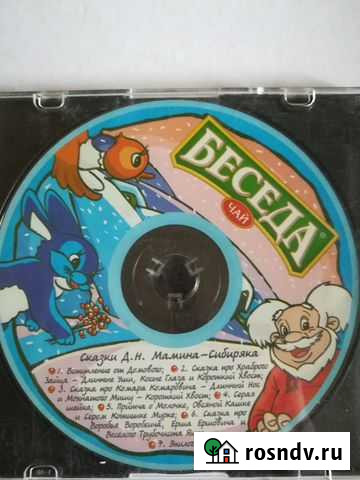 БЕСЕДА
ЧАЙ
Сказки Д.Н. Мамина-Сибиряка
1. Вступление от Домового; 2. Сказка про Храброго
Зайца - Длинные Уши, Косые Глаза и Короткий Хвост;
3. Сказка про Комара Комаровича - Длинный Нос
и Мохнатого Мишу - Короткий Хвост; 4. Серая
шейка; 5. Притча о Молочке, Овсяной Кашке
и Сером Котишке Мурке; 6. Сказка про
Воробья Воробеича, Ерша Ершовича и
Веселого Трубочиста
7.
rosndv.ru